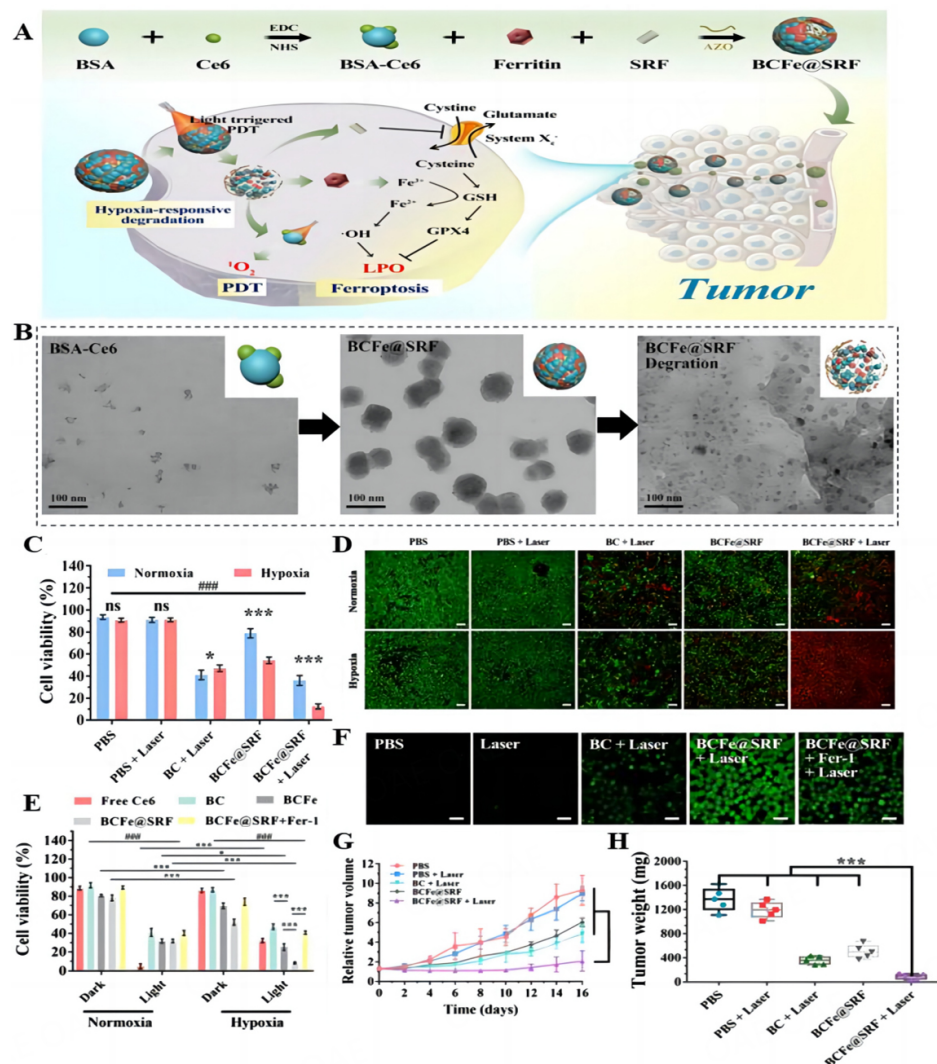 A
BSA + Ce6 EDC NHS BSA-Ce6 + Ferritin + SRF AZO BCFe@SRF
Light trrigered
PDT
Cystine
Glutamate
System Xc-
Cysteine
Hypoxia-responsive
degradation
Fe3+
GSH
Fe2+
·OH
GPX4
1O2
LPO
PDT
Ferroptosis
Tumor
B
BSA-Ce6
100 nm
BCFe@SRF
100 nm
BCFe@SRF
Degration
100 nm
C
Cell viability (%)
Normoxia Hypoxia
###
ns ns * *** ***
140
120
100
80
60
40
20
0
PBS
PBS + Laser
BC + Laser
BCFe@SRF
BCFe@SRF
+ Laser
D
PBS PBS + Laser BC + Laser BCFe@SRF BCFe@SRF + Laser
Normoxia
Hypoxia
F
PBS
Laser
BC + Laser
BCFe@SRF
+ Laser
BCFe@SRF
+ Fer-1
+ Laser
E
Free Ce6 BC BCFe
BCFe@SRF BCFe@SRF+Fer-1
Cell viability (%)
140
120
100
80
60
40
20
0
### ###
***
*
***
***
***
***
***
***
Dark Light Dark Light
Normoxia Hypoxia
G
Relative tumor volume
PBS
PBS + Laser
BC + Laser
BCFe@SRF
BCFe@SRF + Laser
12
10
8
6
4
2
0
0 2 4 6 8 10 12 14 16
Time (days)
H
Tumor weight (mg)
***
1600
1200
800
400
0
PBS
PBS + Laser
BC + Laser
BCFe@SRF
BCFe@SRF + Laser